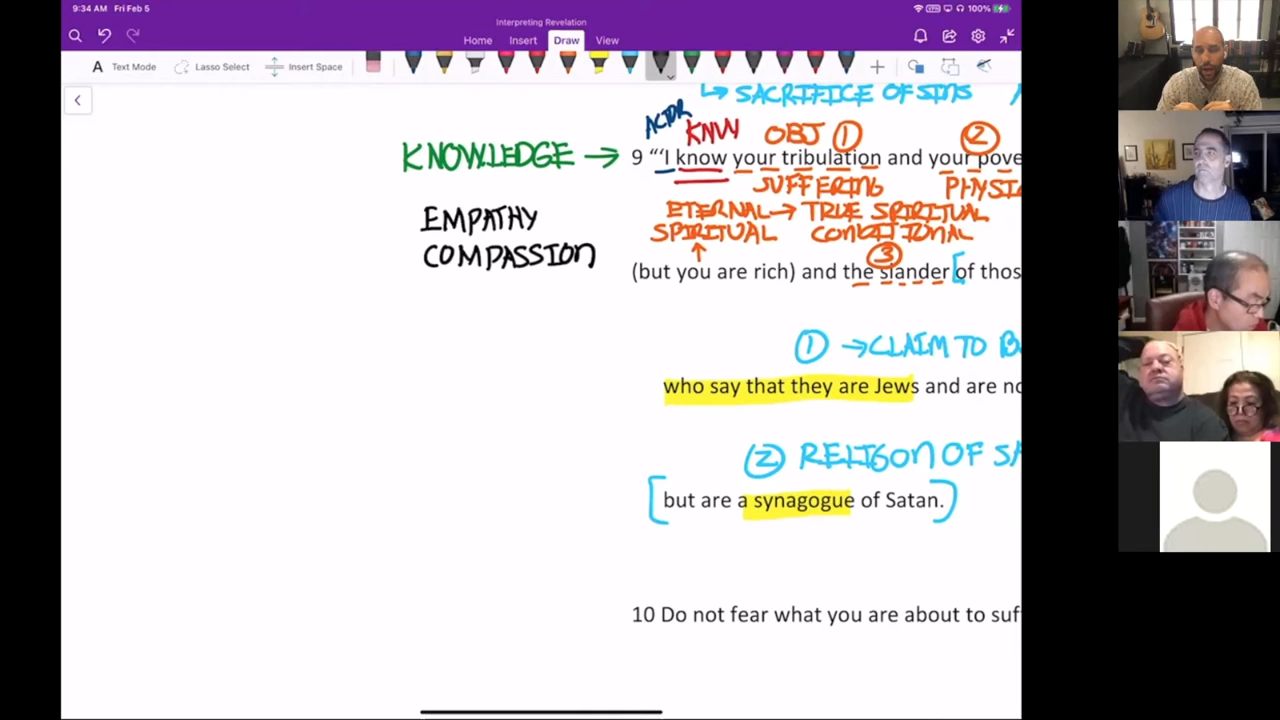 9:34 AM Fri Feb 5
100%
Interpreting Revelation
Home Insert Draw View
Text Mode Lasso Select Insert Space
↳ SACRIFICE OF SINS
ACTOR KNW OBJ ① ②
KNOWLEDGE → 9 “‘I know your tribulation and your pove
SUFFERING PHYSIC
EMPATHY ETERNAL → TRUE SPIRITUAL
COMPASSION SPIRITUAL CONDITIONAL
↑ ③
(but you are rich) and the slander [of thos
① → CLAIM TO B
who say that they are Jews and are no
② RELIGON OF SA
[but are a synagogue of Satan.]
10 Do not fear what you are about to suf